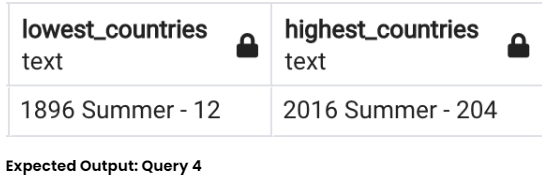 lowest_countries highest_countries
text text
1896 Summer - 12 2016 Summer - 204
Expected Output: Query 4